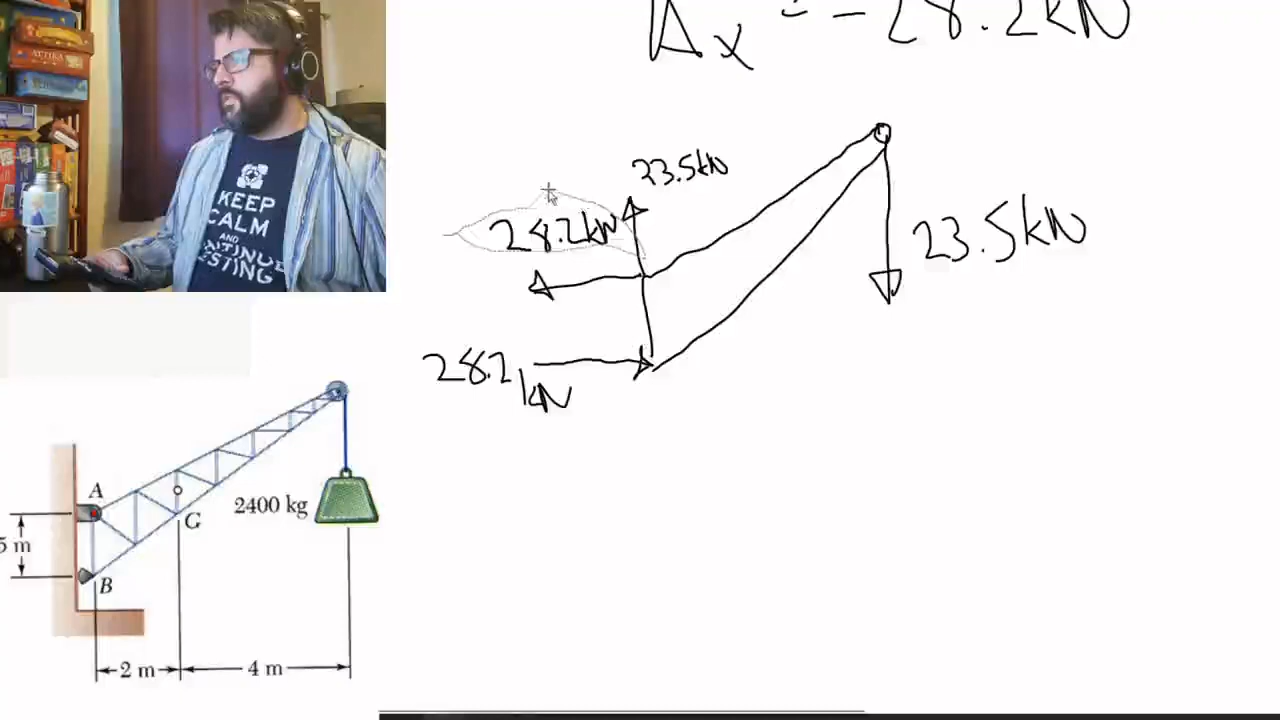 Ax = -28.2kN
23.5kN
28.2kN
23.5kN
28.2
kN
KEEP
CALM
AND
TESTING
A
5 m
B
G
2400 kg
2 m
4 m